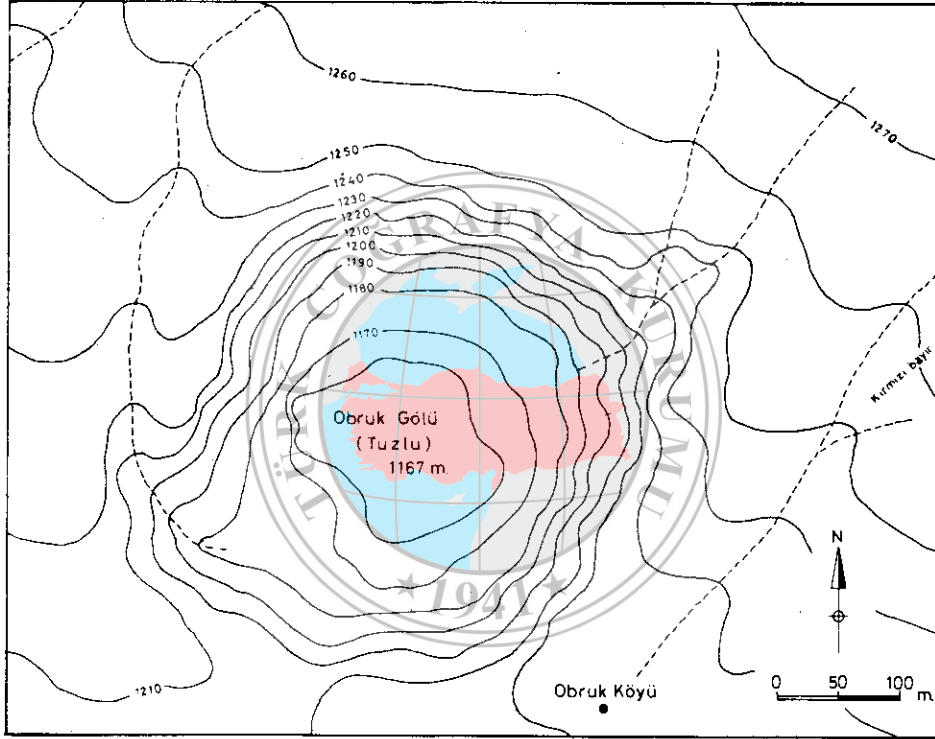 1260
1270
1250
1240
1230
1220
1210
1200
1190
1180
1170
TÜRK COĞRAFYA KURUMU
Kırmızı bayır
Obruk Gölü
(Tuzlu)
1167 m.
N
★ 1941 ★
1210
Obruk Köyü
0 50 100
m.